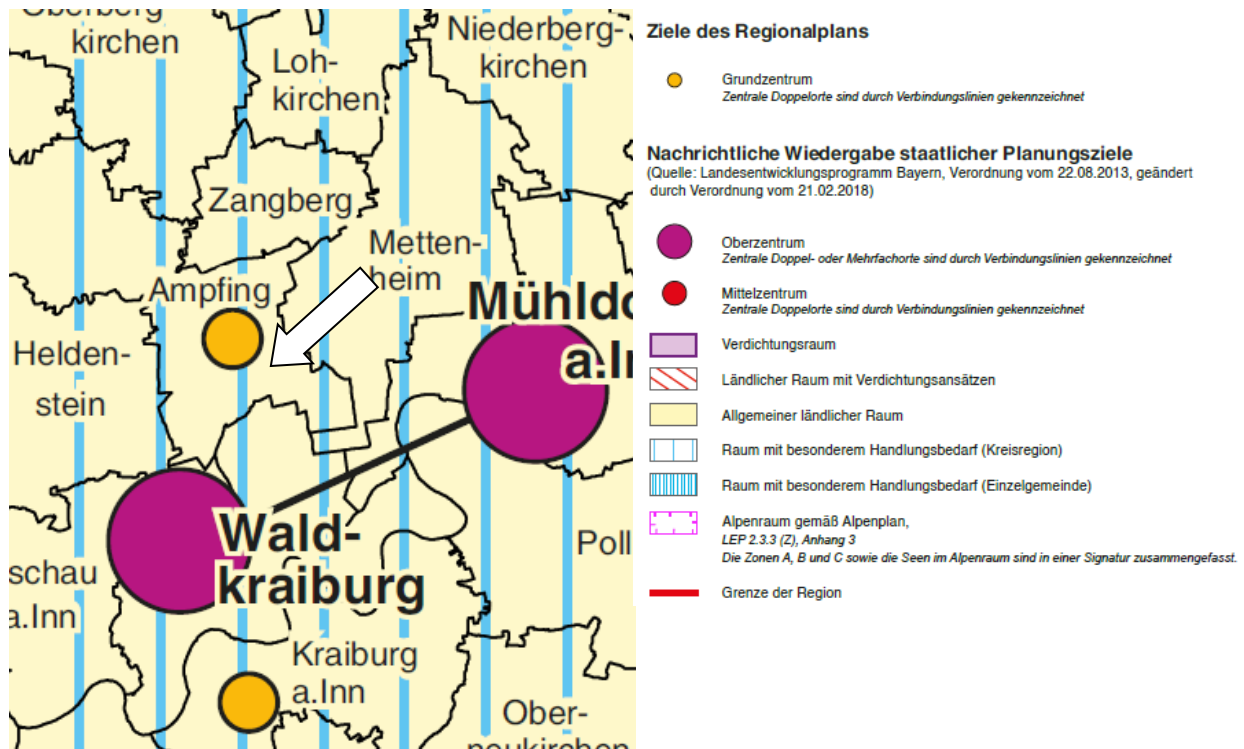 Oberberg-
kirchen
Loh-
kirchen
Niederberg-
kirchen
Zangberg
Metten-
heim
Ampfing
Mühldo
a.I
Helden-
stein
Wald-
kraiburg
Poll
schau
a.Inn
Kraiburg
a.Inn
Ober-
neukirchen
Ziele des Regionalplans
Grundzentrum
Zentrale Doppelorte sind durch Verbindungslinien gekennzeichnet
Nachrichtliche Wiedergabe staatlicher Planungsziele
(Quelle: Landesentwicklungsprogramm Bayern, Verordnung vom 22.08.2013, geändert
durch Verordnung vom 21.02.2018)
Oberzentrum
Zentrale Doppel- oder Mehrfachorte sind durch Verbindungslinien gekennzeichnet
Mittelzentrum
Zentrale Doppelorte sind durch Verbindungslinien gekennzeichnet
Verdichtungsraum
Ländlicher Raum mit Verdichtungsansätzen
Allgemeiner ländlicher Raum
Raum mit besonderem Handlungsbedarf (Kreisregion)
Raum mit besonderem Handlungsbedarf (Einzelgemeinde)
Alpenraum gemäß Alpenplan,
LEP 2.3.3 (Z), Anhang 3
Die Zonen A, B und C sowie die Seen im Alpenraum sind in einer Signatur zusammengefasst.
Grenze der Region